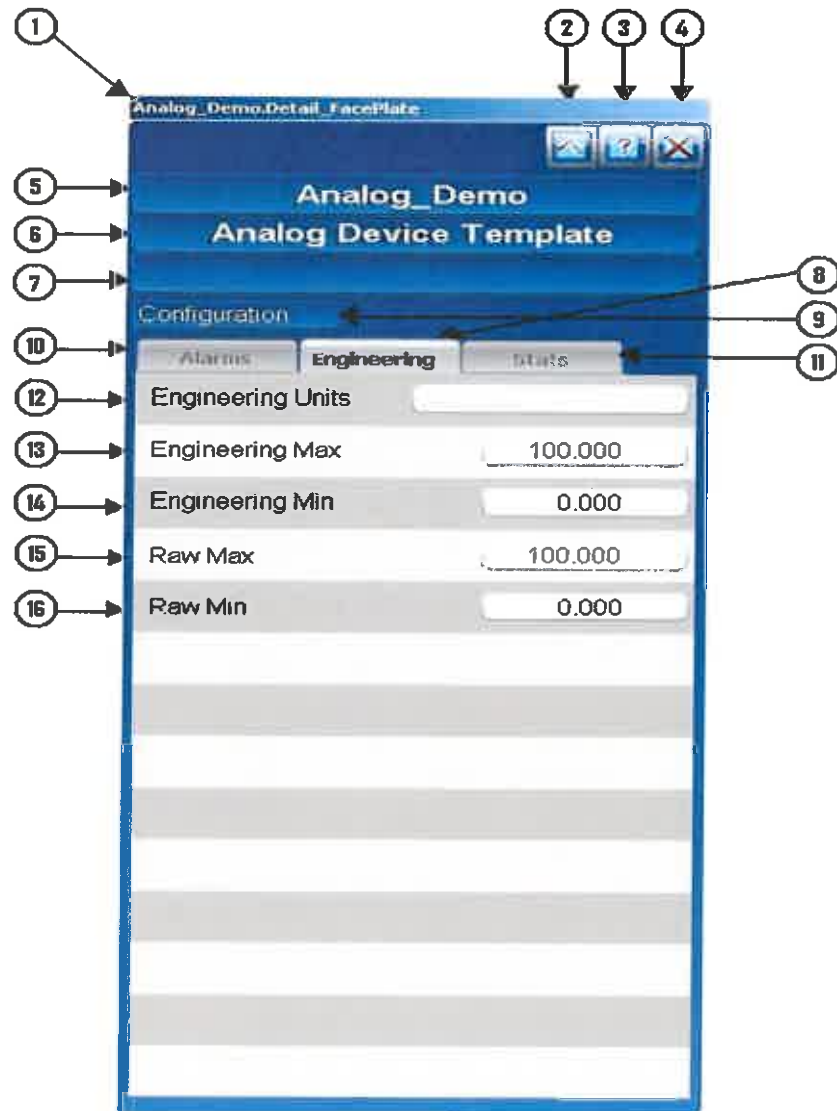 1
2 3 4
Analog_Demo.Detail_FacePlate
?
5
Analog_Demo
6
Analog Device Template
7
8
Configuration
9
10
Alarms Engineering Stats
11
12
Engineering Units
13
Engineering Max 100.000
14
Engineering Min 0.000
15
Raw Max 100.000
16
Raw Min 0.000